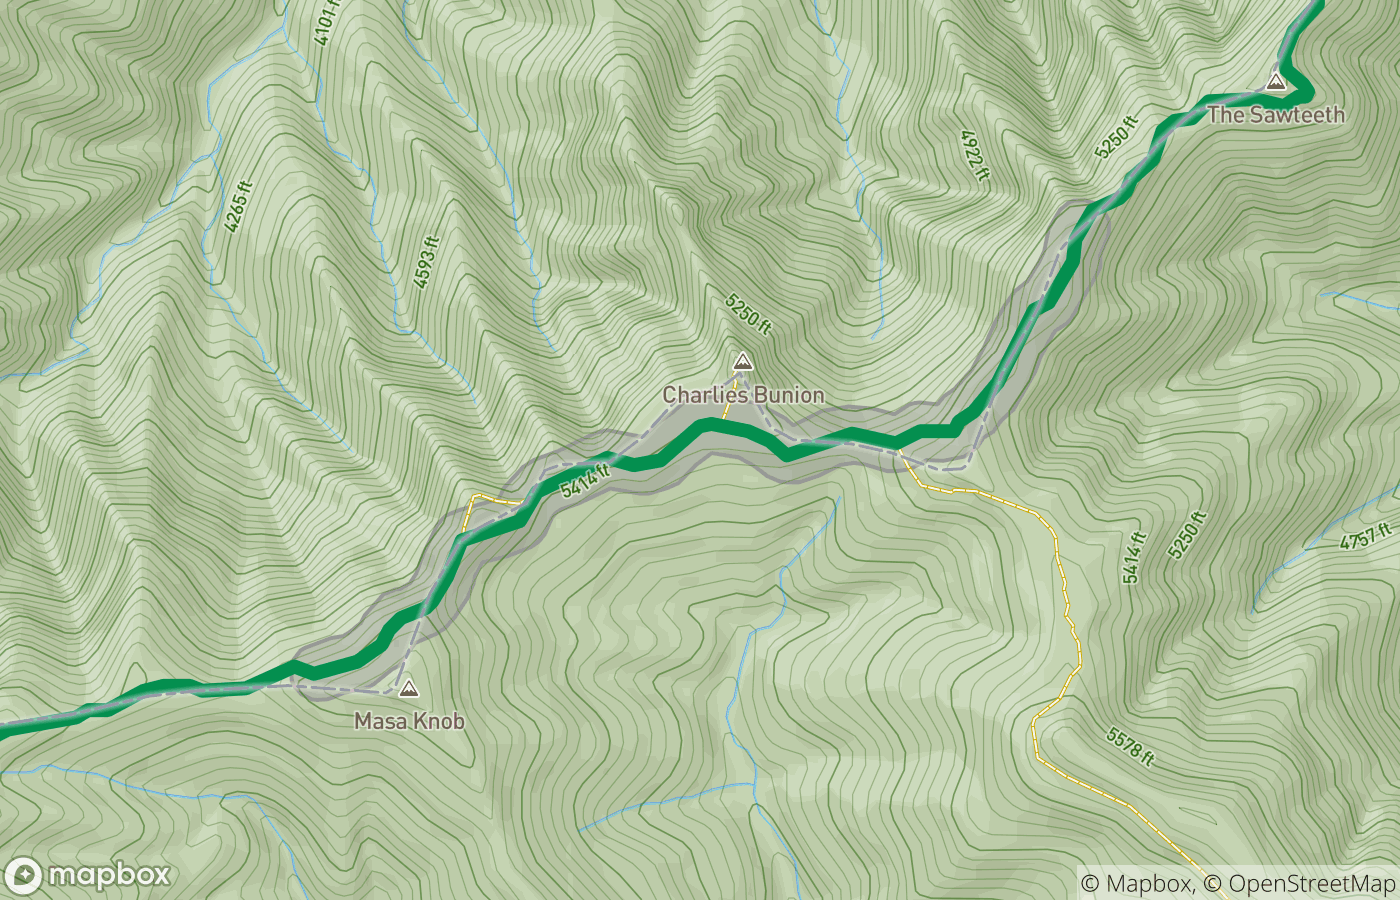 4101 ft
The Sawteeth
5250 ft
4922 ft
4265 ft
4593 ft
5250 ft
Charlies Bunion
5414 ft
4757 ft
5250 ft
5414 ft
Masa Knob
5578 ft
mapbox
© Mapbox, © OpenStreetMap